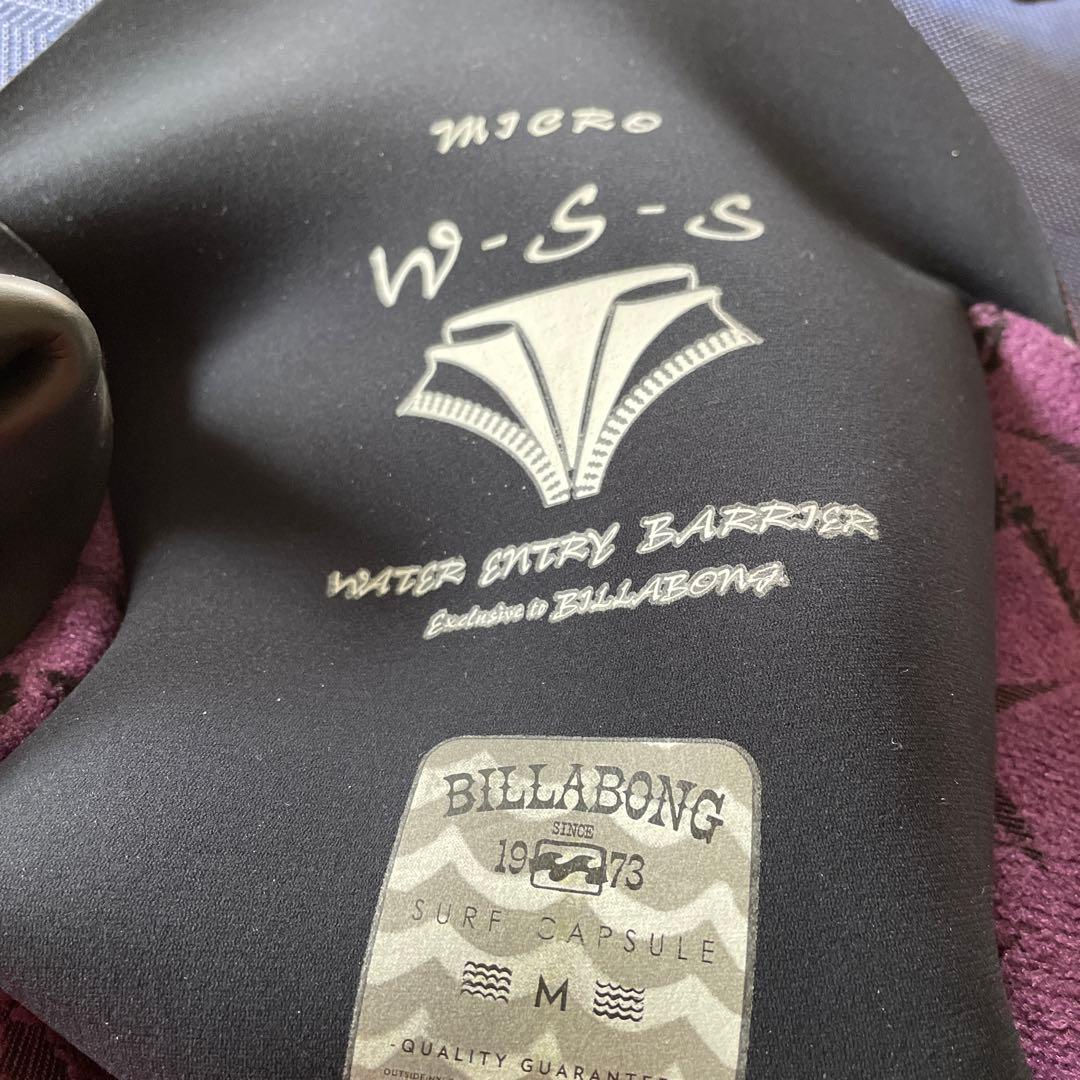 MICRO
W-S-S
WATER ENTRY BARRIER
Exclusive to BILLABONG
BILLABONG
SINCE
19 73
SURF CAPSULE
M
-QUALITY GUARANTEE